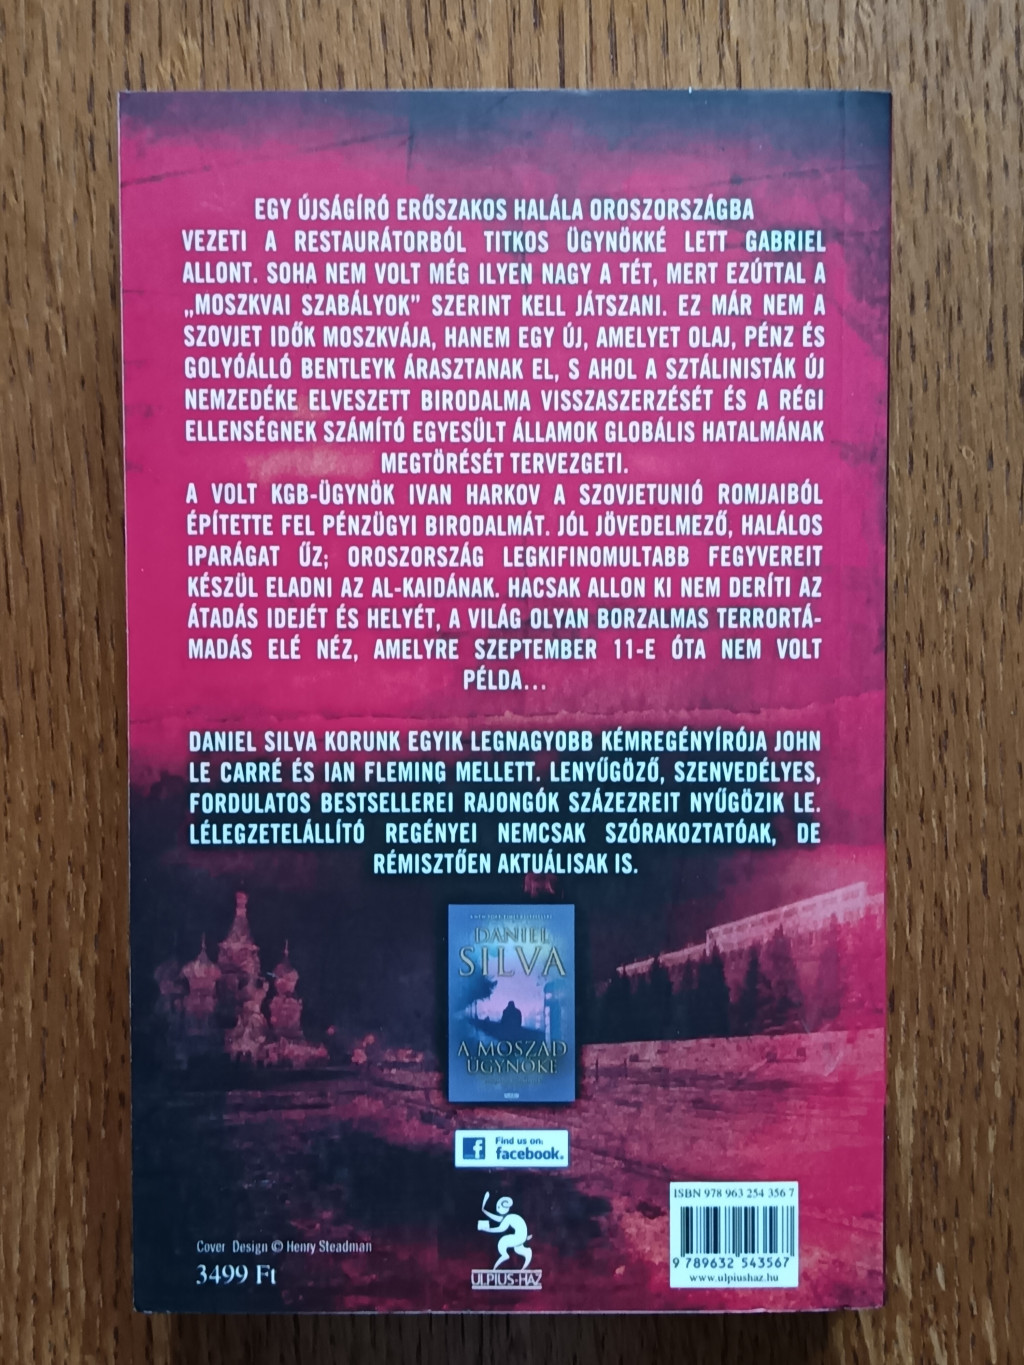 EGY ÚJSÁGÍRÓ ERŐSZAKOS HALÁLA OROSZORSZÁGBA
VEZETI A RESTAURÁTORBÓL TITKOS ÜGYNÖKKÉ LETT GABRIEL
ALLONT. SOHA NEM VOLT MÉG ILYEN NAGY A TÉT, MERT EZÚTTAL A
„MOSZKVAI SZABÁLYOK” SZERINT KELL JÁTSZANI. EZ MÁR NEM A
SZOVJET IDŐK MOSZKVÁJA, HANEM EGY ÚJ, AMELYET OLAJ, PÉNZ ÉS
GOLYÓÁLLÓ BENTLEYK ÁRASZTANAK EL, S AHOL A SZTÁLINISTÁK ÚJ
NEMZEDÉKE ELVESZETT BIRODALMA VISSZASZERZÉSÉT ÉS A RÉGI
ELLENSÉGNEK SZÁMÍTÓ EGYESÜLT ÁLLAMOK GLOBÁLIS HATALMÁNAK
MEGTÖRÉSÉT TERVEZGETI.
A VOLT KGB-ÜGYNÖK IVAN HARKOV A SZOVJETUNIÓ ROMJAIBÓL
ÉPÍTETTE FEL PÉNZÜGYI BIRODALMÁT. JÓL JÖVEDELMEZŐ, HALÁLOS
IPARÁGAT ŰZ; OROSZORSZÁG LEGKIFINOMULTABB FEGYVEREIT
KÉSZÜL ELADNI AZ AL-KAIDÁNAK. HACSAK ALLON KI NEM DERÍTI AZ
ÁTADÁS IDEJÉT ÉS HELYÉT, A VILÁG OLYAN BORZALMAS TERRORTÁ-
MADÁS ELÉ NÉZ, AMELYRE SZEPTEMBER 11-E ÓTA NEM VOLT
PÉLDA...
DANIEL SILVA KORUNK EGYIK LEGNAGYOBB KÉMREGÉNYÍRÓJA JOHN
LE CARRÉ ÉS IAN FLEMING MELLETT. LENYŰGÖZŐ, SZENVEDÉLYES,
FORDULATOS BESTSELLEREI RAJONGÓK SZÁZEZREIT NYŰGÖZIK LE.
LÉLEGZETELÁLLÍTÓ REGÉNYEI NEMCSAK SZÓRAKOZTATÓAK, DE
RÉMISZTŐEN AKTUÁLISAK IS.
DANIEL
SILVA
A MOSZAD
ÜGYNÖKE
Find us on:
facebook.
ISBN 978 963 254 356 7
9 789632 543567
www.ulpiushaz.hu
Cover Design © Henry Steadman
3499 Ft
ULPIUS-HÁZ